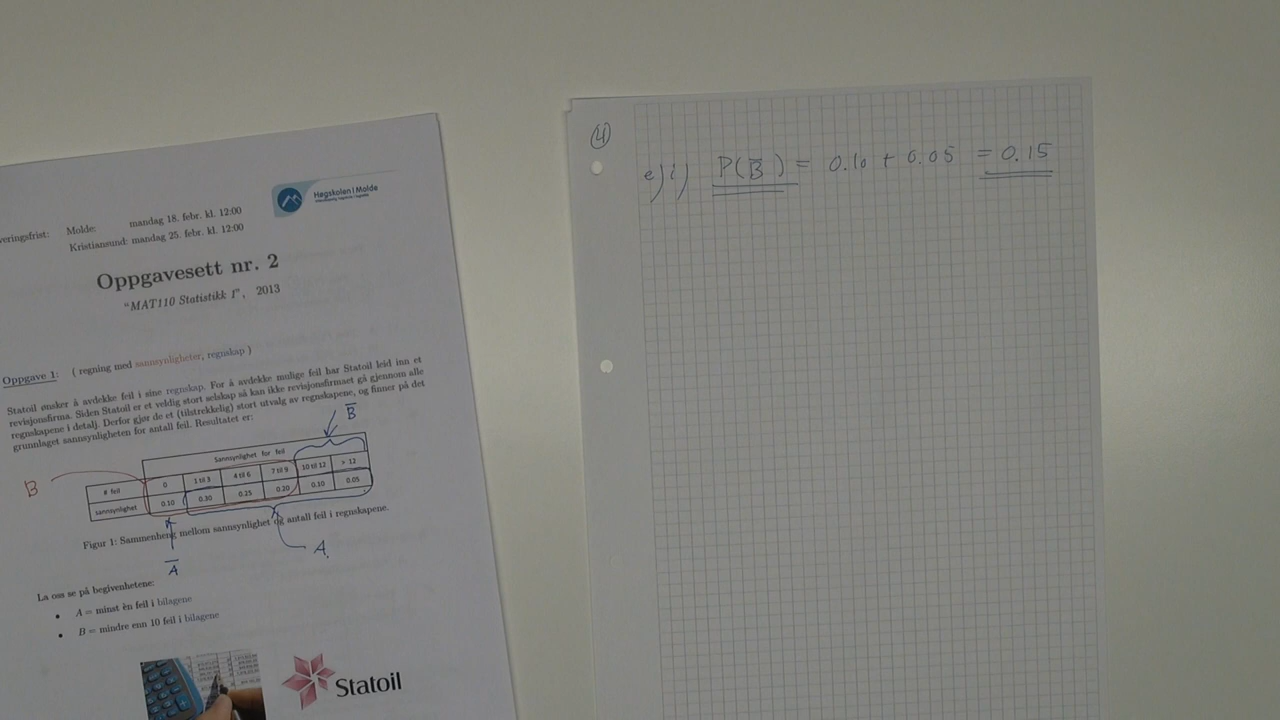 Høgskolen i Molde
veringsfrist: Molde: mandag 18. febr. kl. 12:00
Kristiansund: mandag 25. febr. kl. 12:00
Oppgavesett nr. 2
"MAT110 Statistikk I", 2013
Oppgave 1: ( regning med sannsynligheter, regnskap )
Statoil ønsker å avdekke feil i sine regnskap. For å avdekke mulige feil har Statoil leid inn et
revisjonsfirma. Siden Statoil er et veldig stort selskap så kan ikke revisjonsfirmaet gå gjennom alle
regnskapene i detalj. Derfor gjør de et (tilstrekkelig) stort utvalg av regnskapene, og finner på det
grunnlaget sannsynligheten for antall feil. Resultatet er:
B̅
B
Sannsynlighet for feil
# feil 0 1 til 3 4 til 6 7 til 9 10 til 12 > 12
sannsynlighet 0.10 0.30 0.25 0.20 0.10 0.05
Figur 1: Sammenheng mellom sannsynlighet og antall feil i regnskapene.
A̅
A
La oss se på begivenhetene:
• A = minst én feil i bilagene
• B = mindre enn 10 feil i bilagene
Statoil
4
e) i) P(B̅) = 0.10 + 0.05 = 0.15